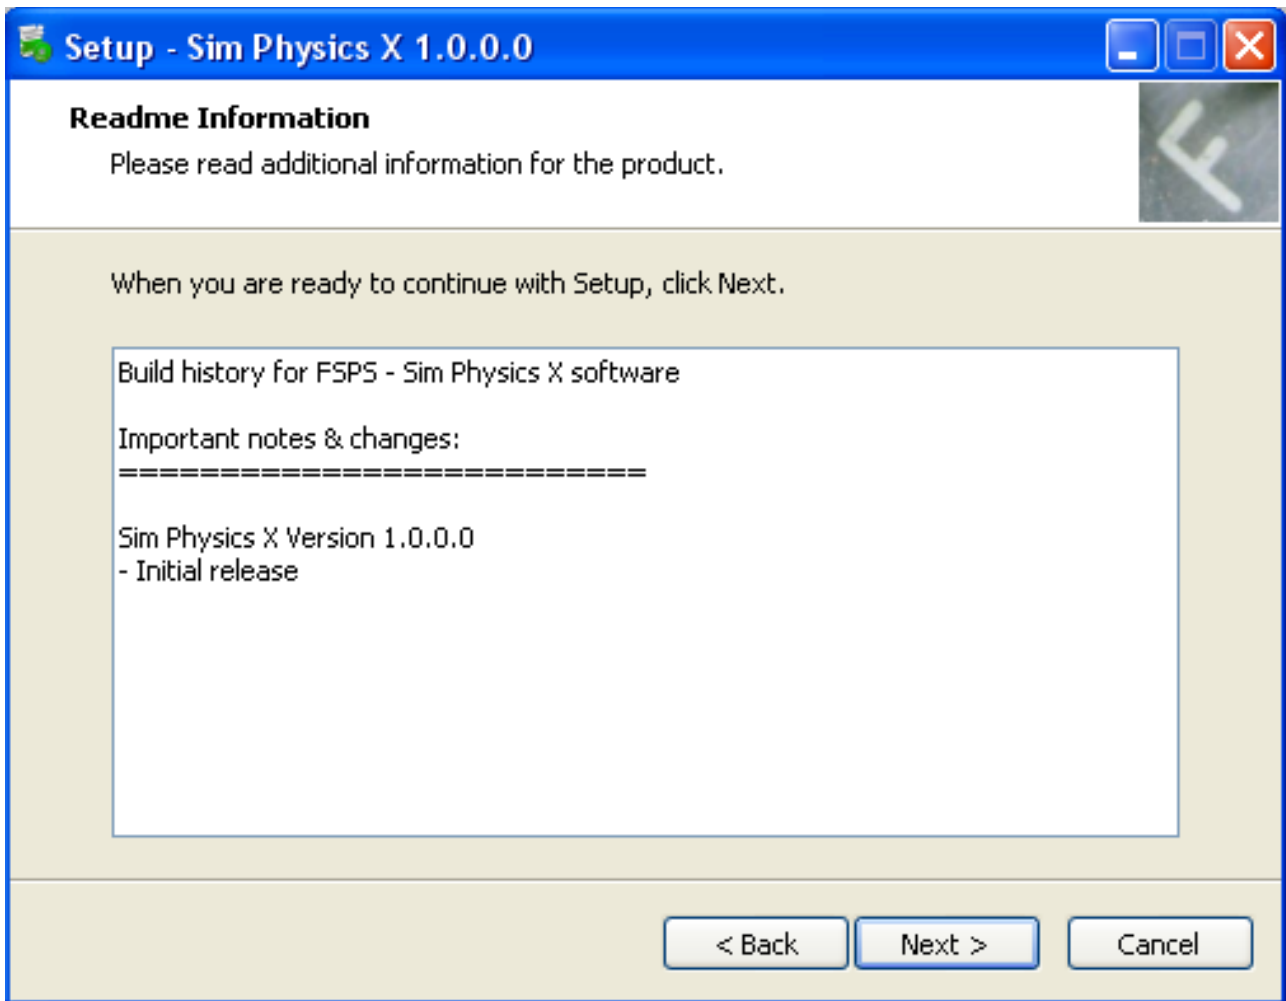 Setup - Sim Physics X 1.0.0.0
Readme Information
Please read additional information for the product.
F
When you are ready to continue with Setup, click Next.
Build history for FSPS - Sim Physics X software
Important notes & changes:
==========================
Sim Physics X Version 1.0.0.0
- Initial release
< Back
Next >
Cancel